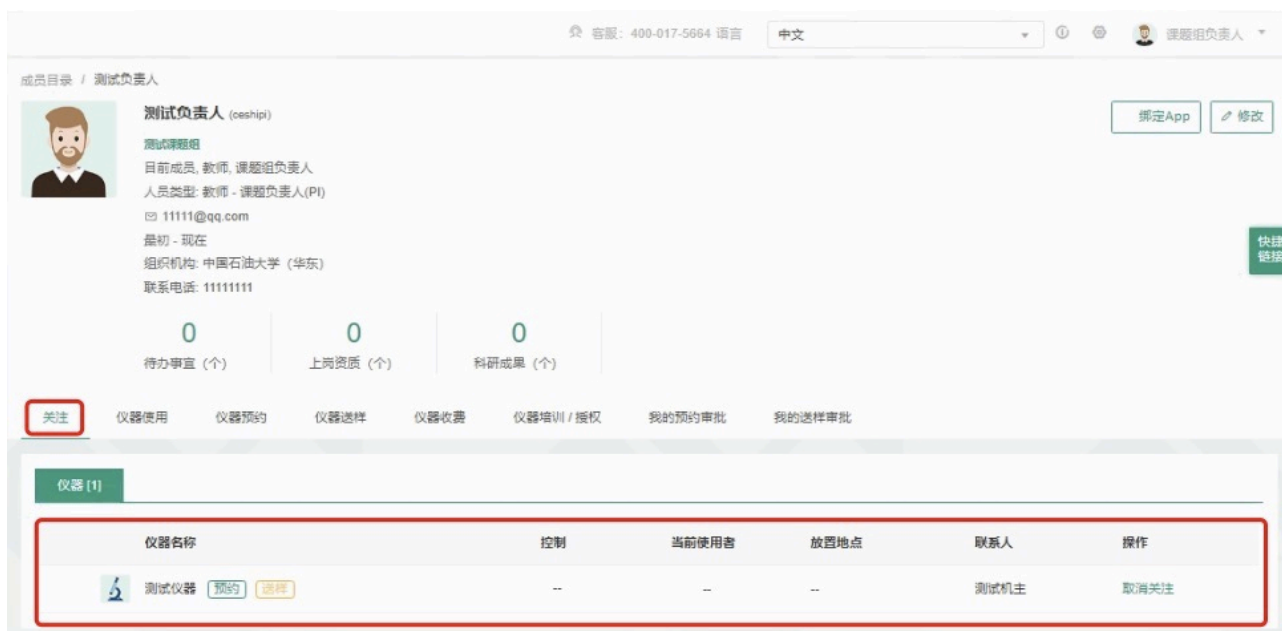 客服：400-017-5664 语言 中文 课题组负责人
成员目录 / 测试负责人
测试负责人 (ceshipi)
绑定App 修改
测试课题组
目前成员, 教师, 课题组负责人
人员类型: 教师 - 课题负责人(PI)
11111@qq.com
最初 - 现在
组织机构: 中国石油大学（华东）
联系电话: 11111111
快捷
链接
0 0 0
待办事宜（个） 上岗资质（个） 科研成果（个）
关注 仪器使用 仪器预约 仪器送样 仪器收费 仪器培训 / 授权 我的预约审批 我的送样审批
仪器 [1]
仪器名称 控制 当前使用者 放置地点 联系人 操作
测试仪器 预约 送样 -- -- -- 测试机主 取消关注